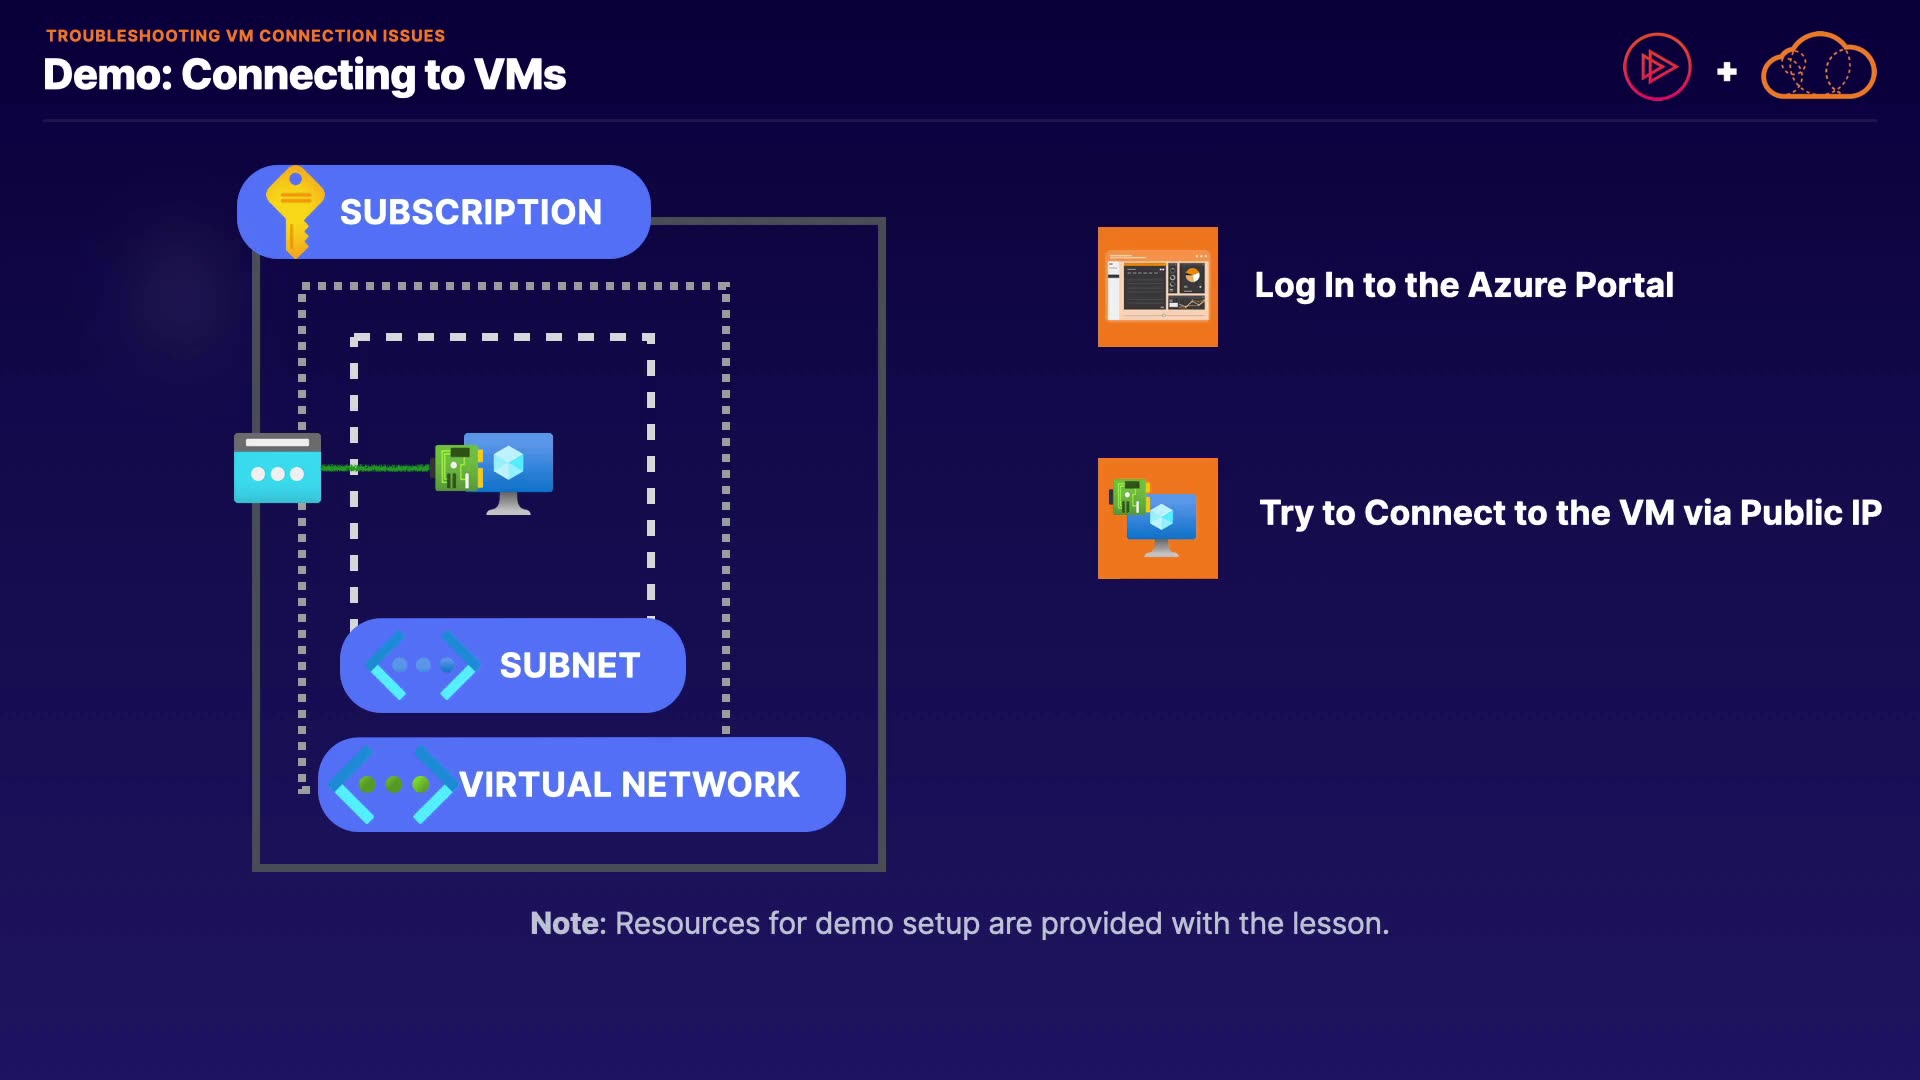 TROUBLESHOOTING VM CONNECTION ISSUES
Demo: Connecting to VMs
SUBSCRIPTION
Log In to the Azure Portal
Try to Connect to the VM via Public IP
SUBNET
VIRTUAL NETWORK
Note: Resources for demo setup are provided with the lesson.